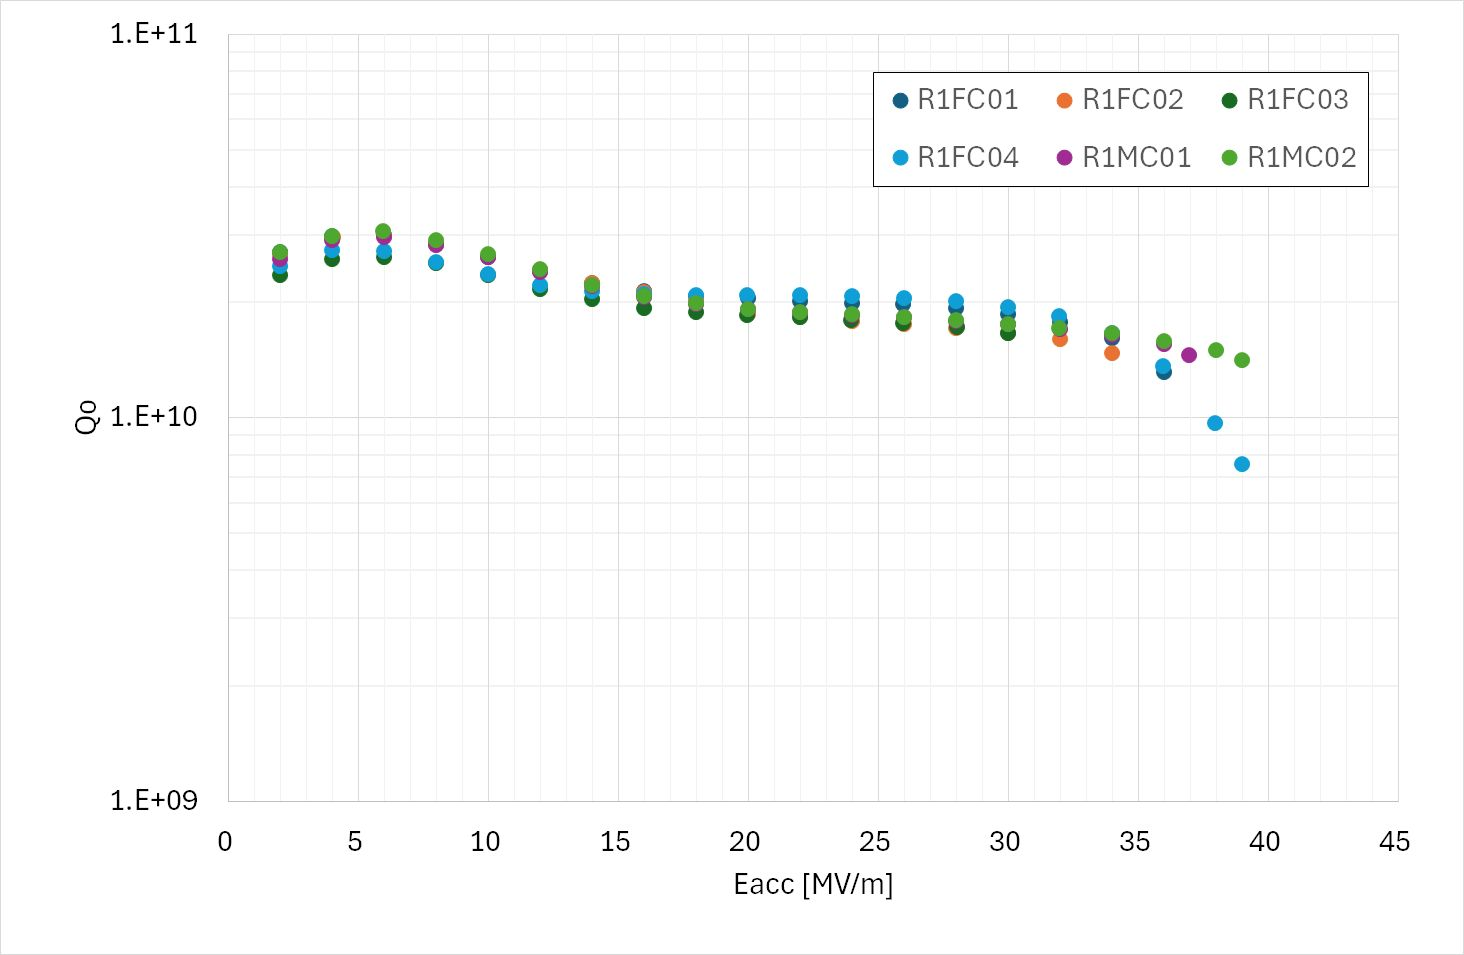 1.E+11
R1FC01 R1FC02 R1FC03
R1FC04 R1MC01 R1MC02
Qo
1.E+10
1.E+09
0 5 10 15 20 25 30 35 40 45
Eacc [MV/m]